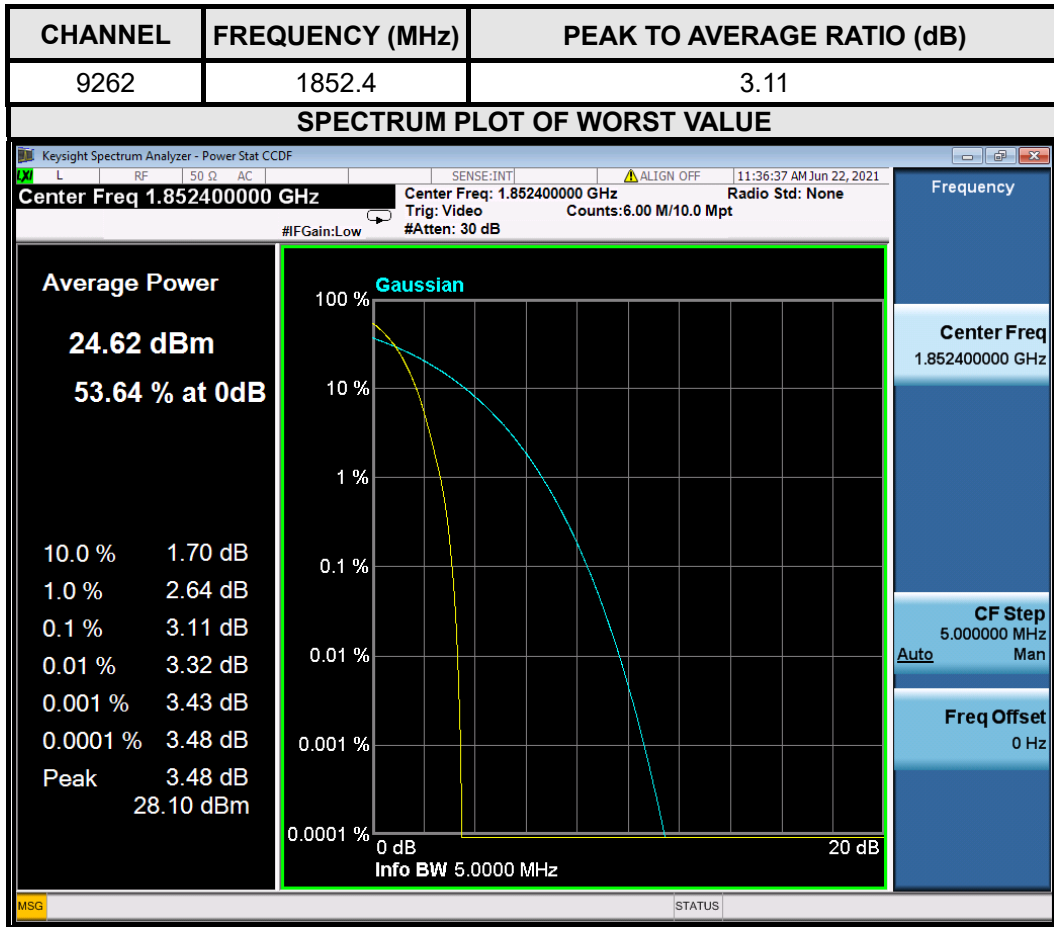 CHANNEL FREQUENCY (MHz) PEAK TO AVERAGE RATIO (dB)
9262 1852.4 3.11
SPECTRUM PLOT OF WORST VALUE
Keysight Spectrum Analyzer - Power Stat CCDF
LXI L RF 50 Ω AC SENSE:INT ALIGN OFF 11:36:37 AM Jun 22, 2021
Center Freq 1.852400000 GHz
#IFGain:Low
Center Freq: 1.852400000 GHz Radio Std: None
Trig: Video Counts:6.00 M/10.0 Mpt
#Atten: 30 dB
Average Power
24.62 dBm
53.64 % at 0dB
10.0 % 1.70 dB
1.0 % 2.64 dB
0.1 % 3.11 dB
0.01 % 3.32 dB
0.001 % 3.43 dB
0.0001 % 3.48 dB
Peak 3.48 dB
28.10 dBm
Gaussian
100 %
10 %
1 %
0.1 %
0.01 %
0.001 %
0.0001 %
0 dB 20 dB
Info BW 5.0000 MHz
Frequency
Center Freq
1.852400000 GHz
CF Step
5.000000 MHz
Auto Man
Freq Offset
0 Hz
MSG STATUS